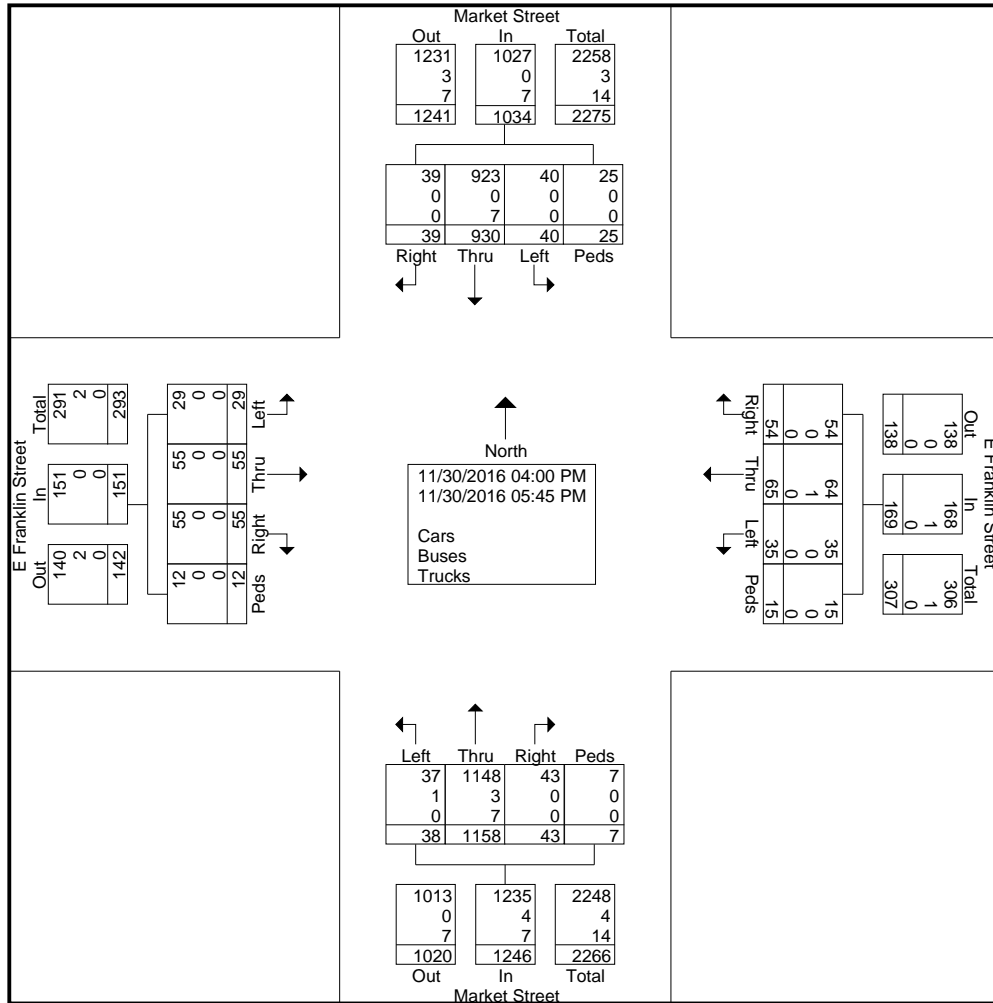 Market Street
Out In Total
1231 1027 2258
3 0 3
7 7 14
1241 1034 2275
39 923 40 25
0 0 0 0
0 7 0 0
39 930 40 25
Right Thru Left Peds
E Franklin Street
Total In Out
291 2 0 293
151 0 0 151
140 2 0 142
29 0 0 29
55 0 0 55
55 0 0 55
12 0 0 12
Left Thru Right Peds
North
11/30/2016 04:00 PM
11/30/2016 05:45 PM
Cars
Buses
Trucks
Right Thru Left Peds
54 0 0 54
64 1 0 65
35 0 0 35
15 0 0 15
138 0 0 138
168 1 0 169
306 1 0 307
Out In Total
E Franklin Street
Left Thru Right Peds
37 1148 43 7
1 3 0 0
0 7 0 0
38 1158 43 7
1013 1235 2248
0 4 4
7 7 14
1020 1246 2266
Out In Total
Market Street